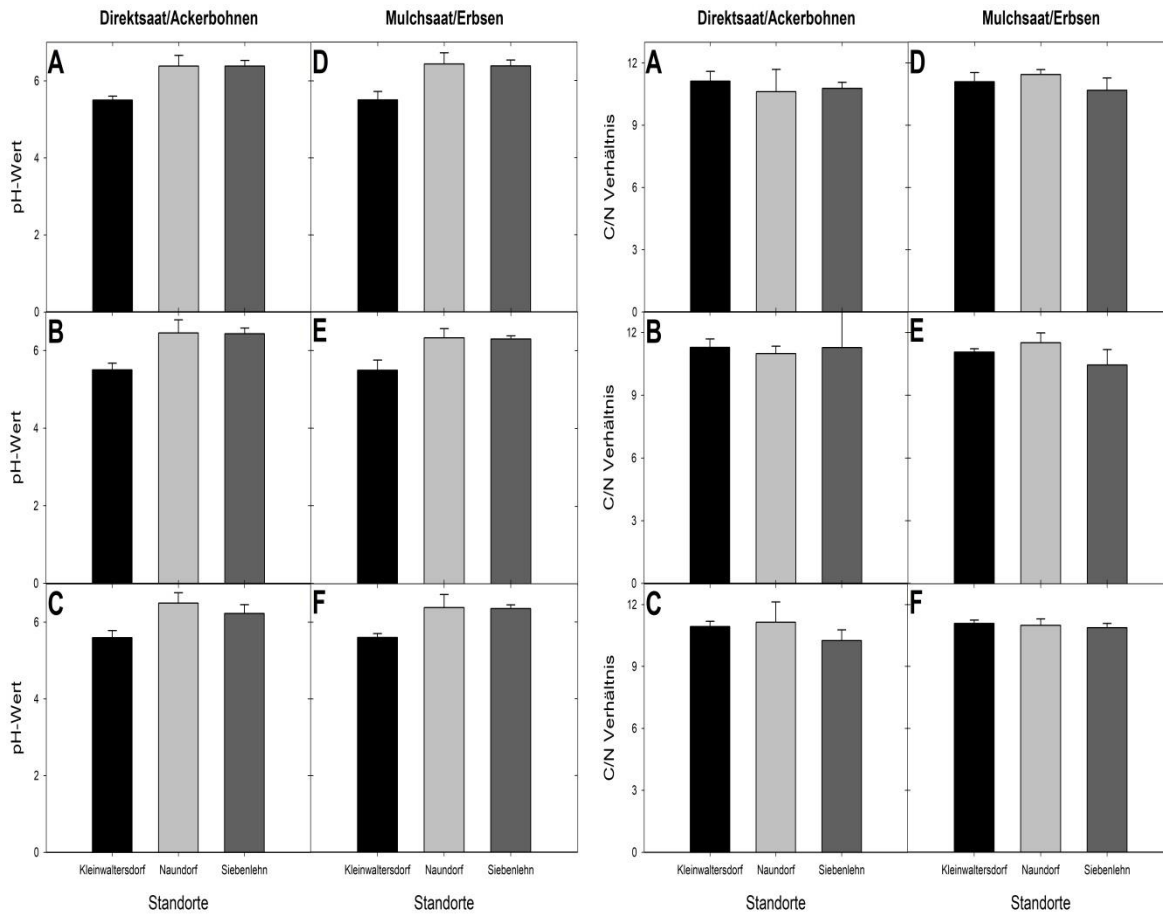 Direktsaat/Ackerbohnen
Mulchsaat/Erbsen
A
D
pH-Wert
6
4
2
0
B
E
pH-Wert
6
4
2
0
C
F
pH-Wert
6
4
2
0
Kleinwaltersdorf
Naundorf
Siebenlehn
Kleinwaltersdorf
Naundorf
Siebenlehn
Standorte
Standorte
Direktsaat/Ackerbohnen
Mulchsaat/Erbsen
A
D
C/N Verhältnis
12
9
6
3
0
B
E
C/N Verhältnis
12
9
6
3
0
C
F
C/N Verhältnis
12
9
6
3
0
Kleinwaltersdorf
Naundorf
Siebenlehn
Kleinwaltersdorf
Naundorf
Siebenlehn
Standorte
Standorte